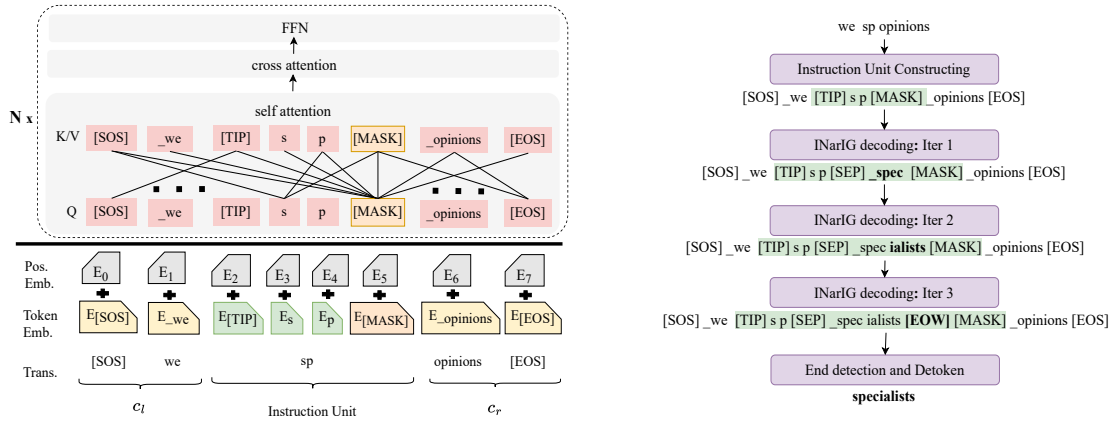 FFN
cross attention
self attention
N x
K/V [SOS] _we [TIP] s p [MASK] _opinions [EOS]
Q [SOS] _we [TIP] s p [MASK] _opinions [EOS]
Pos. Emb. E0 E1 E2 E3 E4 E5 E6 E7
Token Emb. E[SOS] E_we E[TIP] Es Ep E[MASK] E_opinions E[EOS]
Trans. [SOS] we sp opinions [EOS]
cl Instruction Unit cr
we sp opinions
Instruction Unit Constructing
[SOS] _we [TIP] s p [MASK] _opinions [EOS]
INarIG decoding: Iter 1
[SOS] _we [TIP] s p [SEP] _spec [MASK] _opinions [EOS]
INarIG decoding: Iter 2
[SOS] _we [TIP] s p [SEP] _spec ialists [MASK] _opinions [EOS]
INarIG decoding: Iter 3
[SOS] _we [TIP] s p [SEP] _spec ialists [EOW] [MASK] _opinions [EOS]
End detection and Detoken
specialists